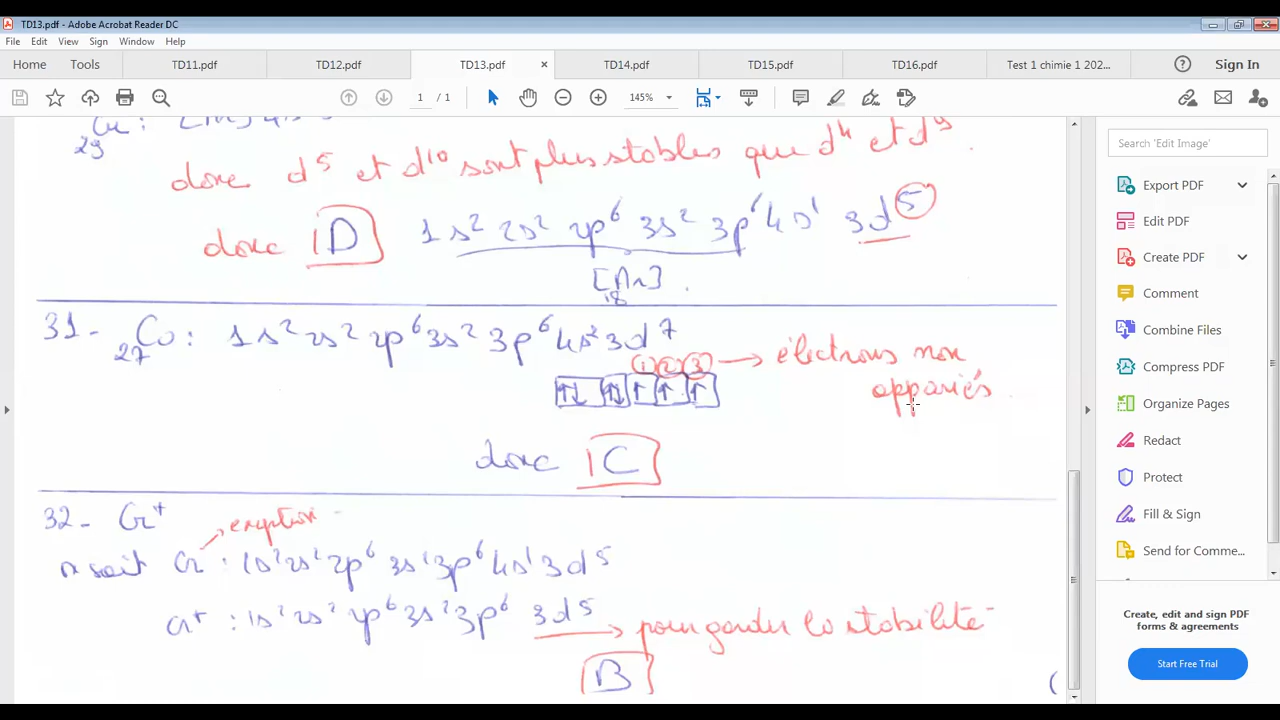 TD13.pdf - Adobe Acrobat Reader DC
File Edit View Sign Window Help
Home Tools TD11.pdf TD12.pdf TD13.pdf × TD14.pdf TD15.pdf TD16.pdf Test 1 chimie 1 202... Sign In
1 / 1 145%
29
donc d⁵ et d¹⁰ sont plus stables que d⁴ et d⁹.
donc D 1s² 2s² 2p⁶ 3s² 3p⁶ 4s¹ 3d⁵
[Ar]
18
31- ₂₇Co: 1s² 2s² 2p⁶ 3s² 3p⁶ 4s² 3d⁷
① ② ③ → électrons non
appariés
↑↓ ↑↓ ↑ ↑ ↑
donc C
32- Cr⁺
exception
on sait Cr : 1s² 2s² 2p⁶ 3s² 3p⁶ 4s¹ 3d⁵
Cr⁺ : 1s² 2s² 2p⁶ 3s² 3p⁶ 3d⁵ → pour garder la stabilité
B
Search 'Edit Image'
Export PDF
Edit PDF
Create PDF
Comment
Combine Files
Compress PDF
Organize Pages
Redact
Protect
Fill & Sign
Send for Comme...
Create, edit and sign PDF
forms & agreements
Start Free Trial